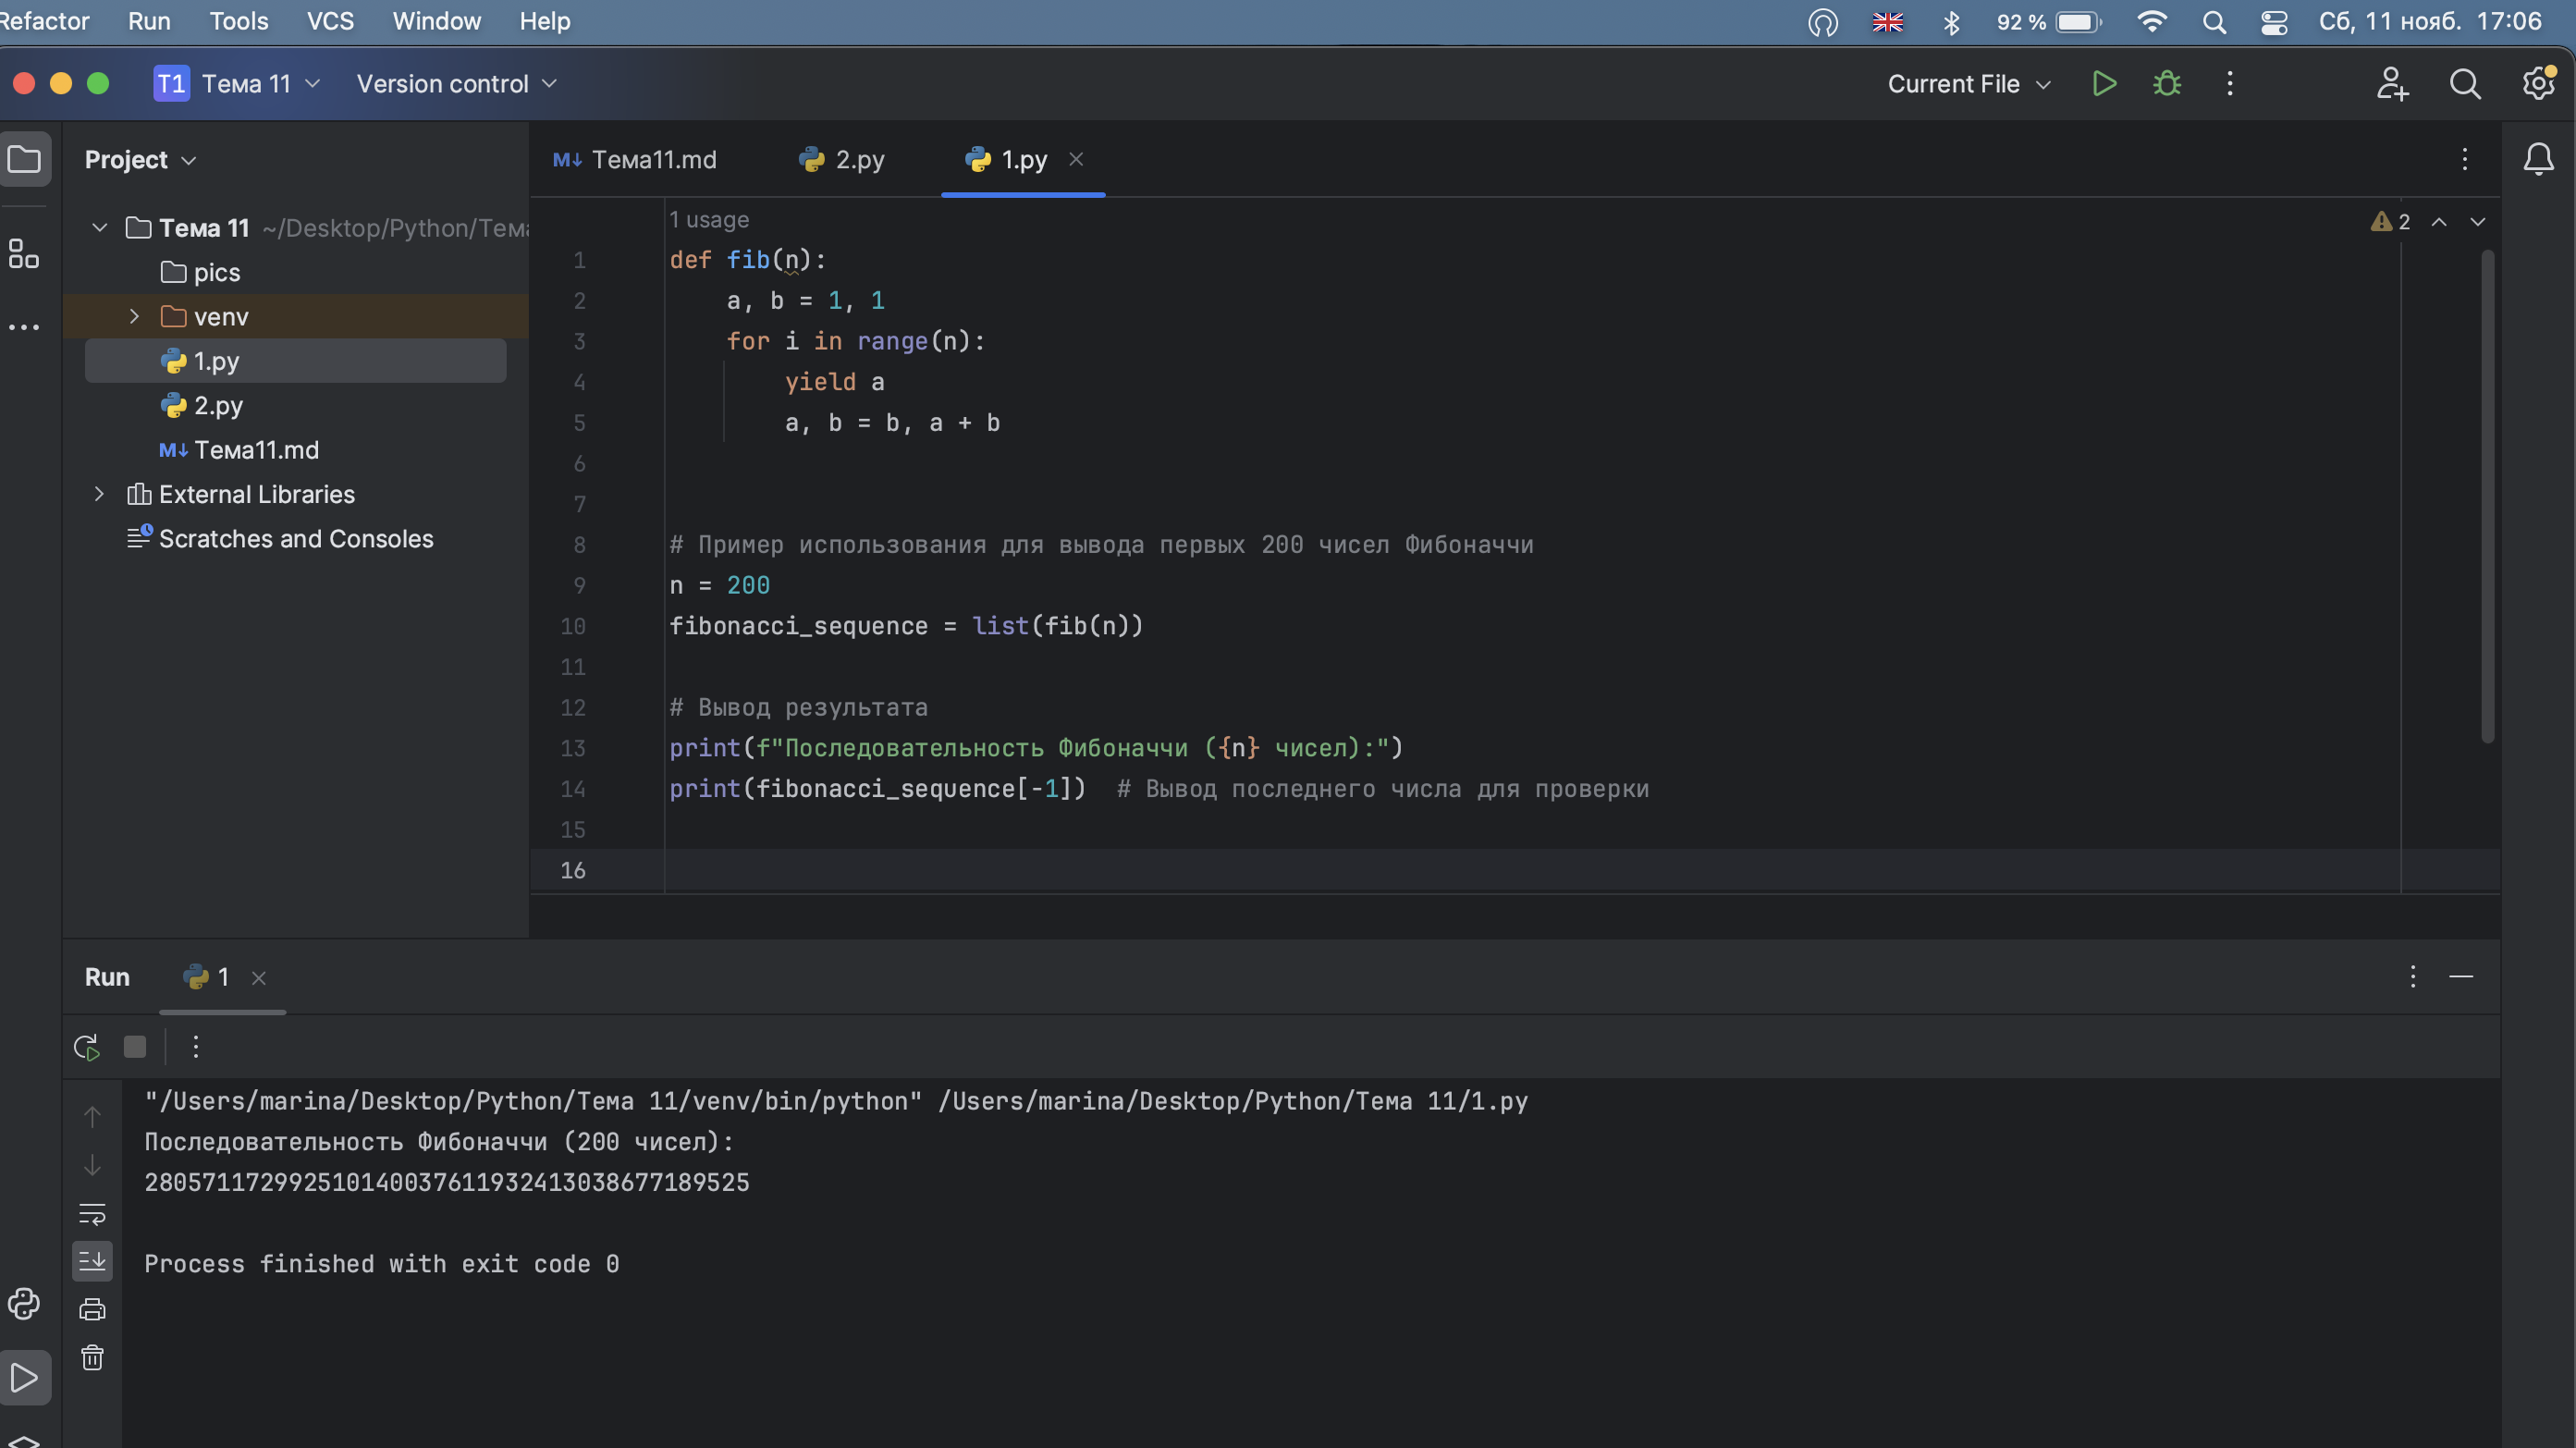 Refactor Run Tools VCS Window Help 92 % Сб, 11 нояб. 17:06
T1 Тема 11 Version control Current File
Project
Тема 11 ~/Desktop/Python/Тема
pics
venv
1.py
2.py
M↓ Тема11.md
External Libraries
Scratches and Consoles
M↓ Тема11.md 2.py 1.py
1 usage
2
1 def fib(n):
2 a, b = 1, 1
3 for i in range(n):
4 yield a
5 a, b = b, a + b
6
7
8 # Пример использования для вывода первых 200 чисел Фибоначчи
9 n = 200
10 fibonacci_sequence = list(fib(n))
11
12 # Вывод результата
13 print(f"Последовательность Фибоначчи ({n} чисел):")
14 print(fibonacci_sequence[-1]) # Вывод последнего числа для проверки
15
16
Run 1
"/Users/marina/Desktop/Python/Тема 11/venv/bin/python" /Users/marina/Desktop/Python/Тема 11/1.py
Последовательность Фибоначчи (200 чисел):
280571172992510140037611932413038677189525
Process finished with exit code 0